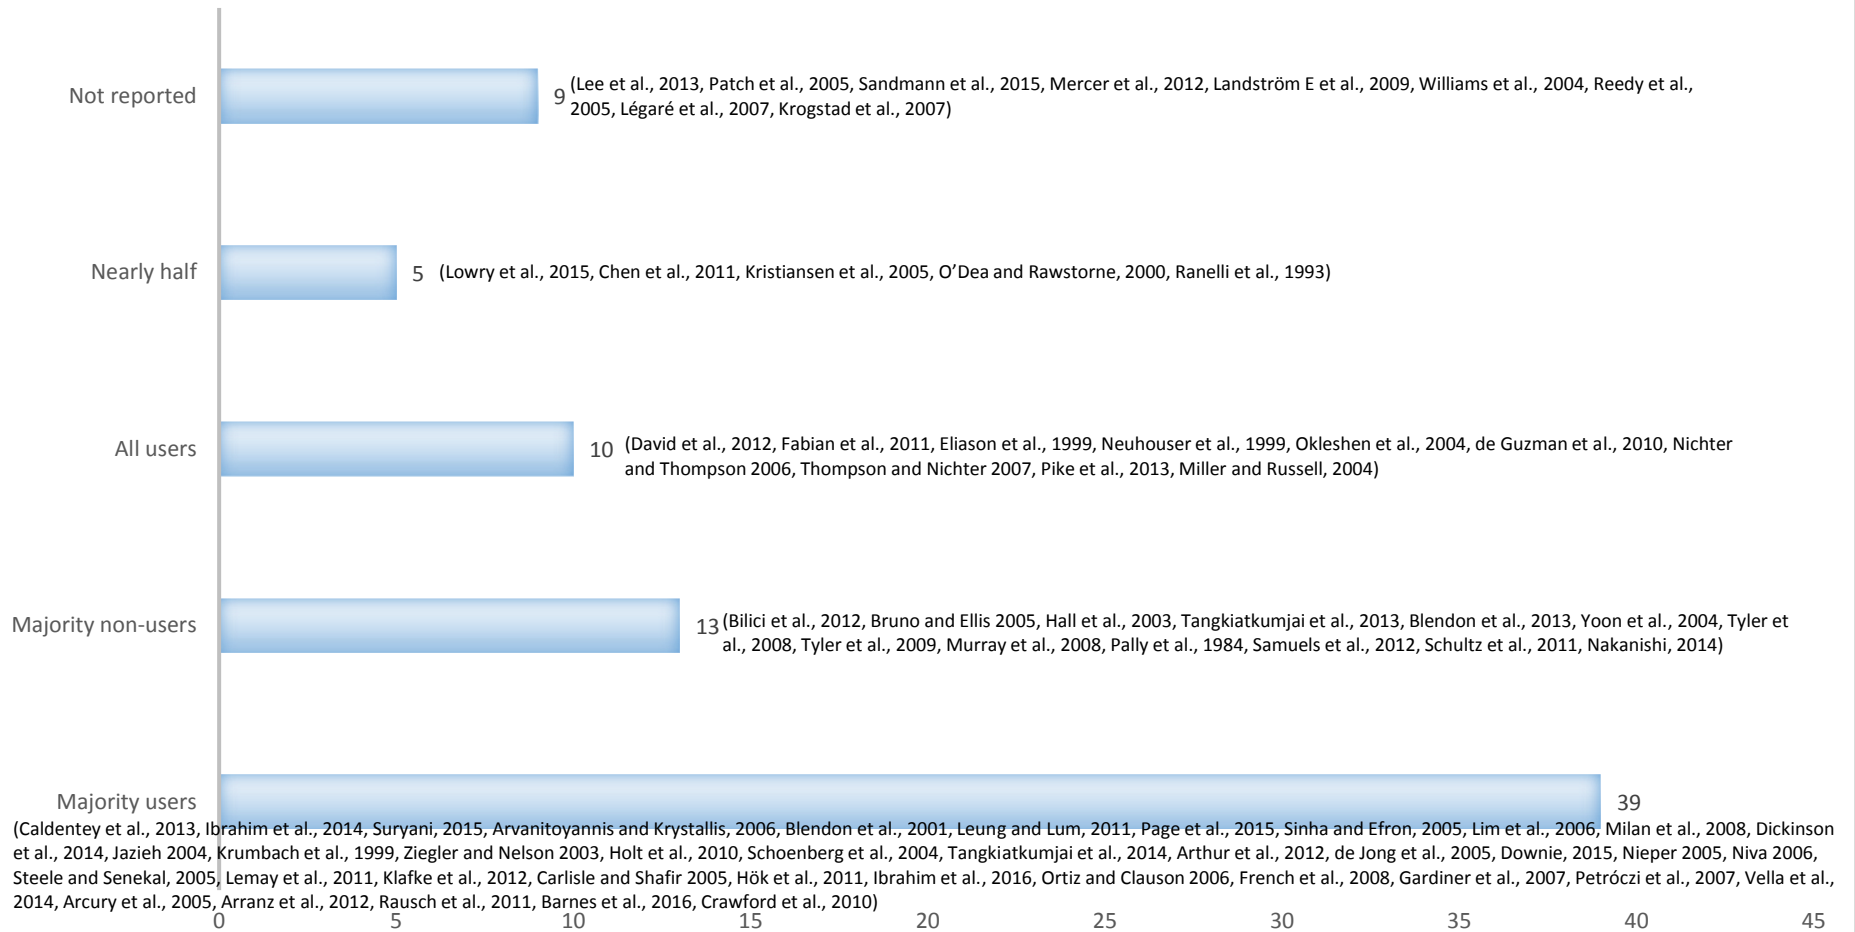 Not reported
9 (Lee et al., 2013, Patch et al., 2005, Sandmann et al., 2015, Mercer et al., 2012, Landström E et al., 2009, Williams et al., 2004, Reedy et al.,
2005, Légaré et al., 2007, Krogstad et al., 2007)
Nearly half
5 (Lowry et al., 2015, Chen et al., 2011, Kristiansen et al., 2005, O’Dea and Rawstorne, 2000, Ranelli et al., 1993)
All users
10 (David et al., 2012, Fabian et al., 2011, Eliason et al., 1999, Neuhouser et al., 1999, Okleshen et al., 2004, de Guzman et al., 2010, Nichter
and Thompson 2006, Thompson and Nichter 2007, Pike et al., 2013, Miller and Russell, 2004)
Majority non-users
13 (Bilici et al., 2012, Bruno and Ellis 2005, Hall et al., 2003, Tangkiatkumjai et al., 2013, Blendon et al., 2013, Yoon et al., 2004, Tyler et
al., 2008, Tyler et al., 2009, Murray et al., 2008, Pally et al., 1984, Samuels et al., 2012, Schultz et al., 2011, Nakanishi, 2014)
Majority users
39
(Caldentey et al., 2013, Ibrahim et al., 2014, Suryani, 2015, Arvanitoyannis and Krystallis, 2006, Blendon et al., 2001, Leung and Lum, 2011, Page et al., 2015, Sinha and Efron, 2005, Lim et al., 2006, Milan et al., 2008, Dickinson
et al., 2014, Jazieh 2004, Krumbach et al., 1999, Ziegler and Nelson 2003, Holt et al., 2010, Schoenberg et al., 2004, Tangkiatkumjai et al., 2014, Arthur et al., 2012, de Jong et al., 2005, Downie, 2015, Nieper 2005, Niva 2006,
Steele and Senekal, 2005, Lemay et al., 2011, Klafke et al., 2012, Carlisle and Shafir 2005, Hök et al., 2011, Ibrahim et al., 2016, Ortiz and Clauson 2006, French et al., 2008, Gardiner et al., 2007, Petróczi et al., 2007, Vella et al.,
2014, Arcury et al., 2005, Arranz et al., 2012, Rausch et al., 2011, Barnes et al., 2016, Crawford et al., 2010)
0 5 10 15 20 25 30 35 40 45